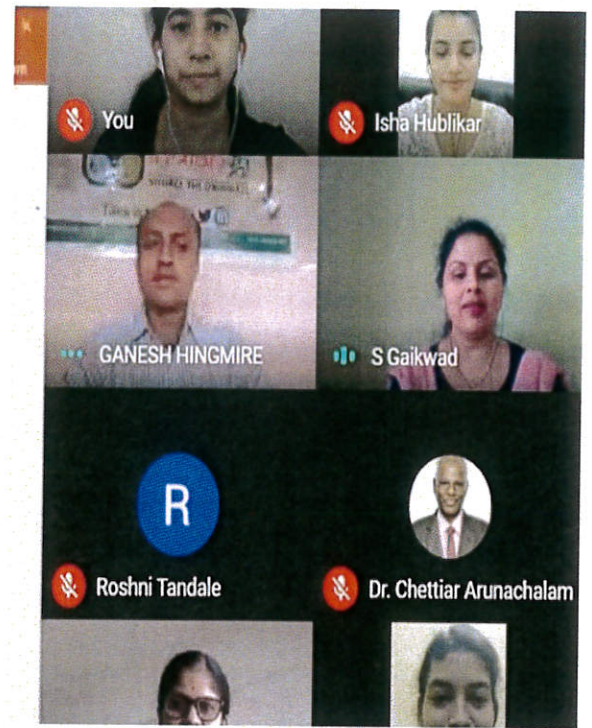 You
Isha Hublikar
GANESH HINGMIRE
S Gaikwad
R
Roshni Tandale
Dr. Chettiar Arunachalam